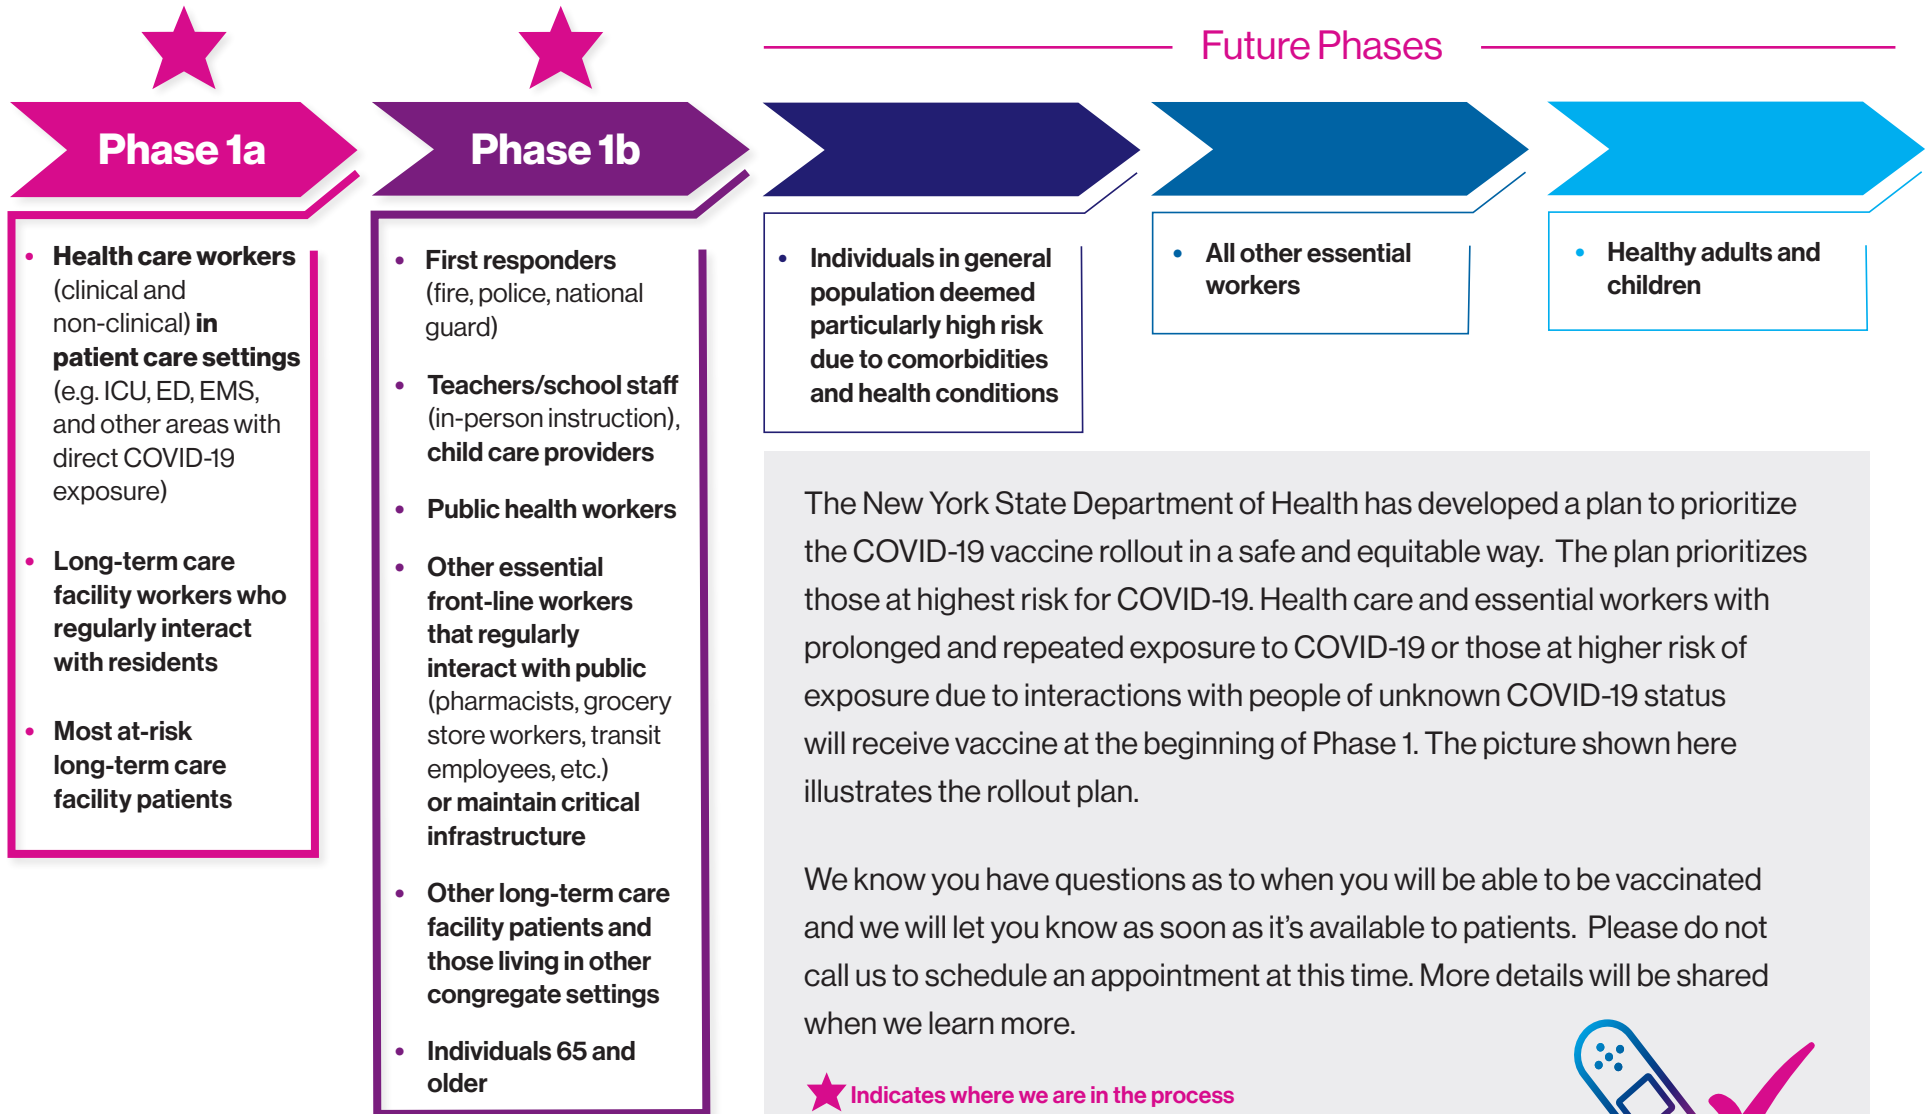 Future Phases
Phase 1a
• Health care workers
(clinical and
non-clinical) in
patient care settings
(e.g. ICU, ED, EMS,
and other areas with
direct COVID-19
exposure)
• Long-term care
facility workers who
regularly interact
with residents
• Most at-risk
long-term care
facility patients
Phase 1b
• First responders
(fire, police, national
guard)
• Teachers/school staff
(in-person instruction),
child care providers
• Public health workers
• Other essential
front-line workers
that regularly
interact with public
(pharmacists, grocery
store workers, transit
employees, etc.)
or maintain critical
infrastructure
• Other long-term care
facility patients and
those living in other
congregate settings
• Individuals 65 and
older
• Individuals in general
population deemed
particularly high risk
due to comorbidities
and health conditions
• All other essential
workers
• Healthy adults and
children
The New York State Department of Health has developed a plan to prioritize
the COVID-19 vaccine rollout in a safe and equitable way. The plan prioritizes
those at highest risk for COVID-19. Health care and essential workers with
prolonged and repeated exposure to COVID-19 or those at higher risk of
exposure due to interactions with people of unknown COVID-19 status
will receive vaccine at the beginning of Phase 1. The picture shown here
illustrates the rollout plan.
We know you have questions as to when you will be able to be vaccinated
and we will let you know as soon as it's available to patients. Please do not
call us to schedule an appointment at this time. More details will be shared
when we learn more.
Indicates where we are in the process